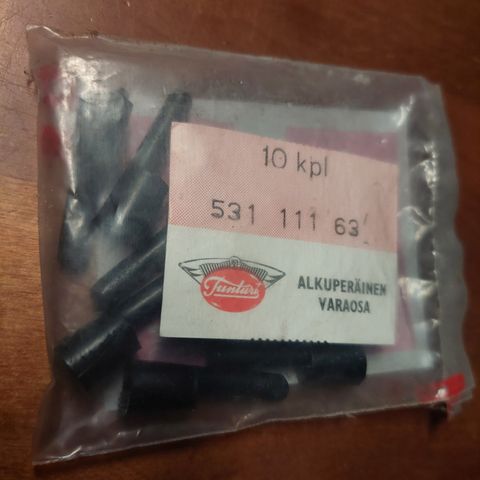 10 kpl
531 111 63
Tunturi
ALKUPERÄINEN
VARAOSA